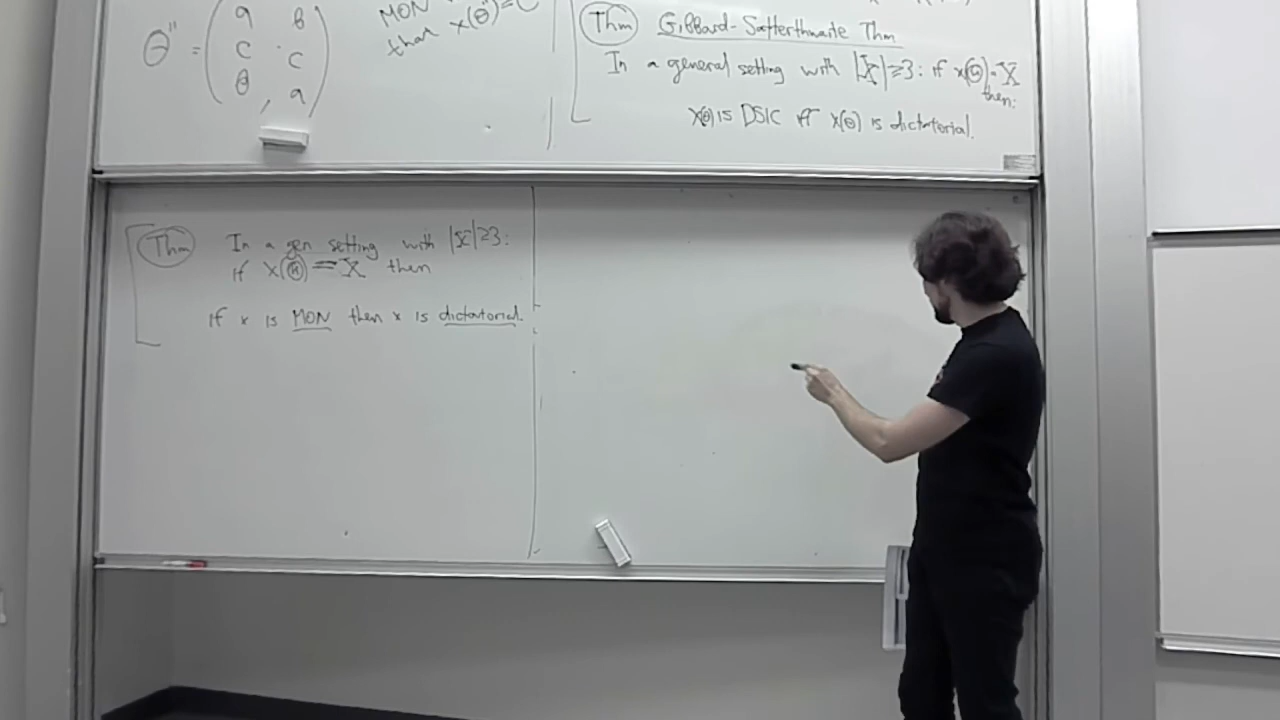 θ'' = ( a b
c c
θ , a )
MON
that x(θ'') = C
Thm Gibbard-Satterthwaite Thm
In a general setting with |X| ≥ 3: if x(Θ) = X
then:
x(θ) is DSIC iff x(θ) is dictatorial.
Thm In a gen setting with |X| ≥ 3:
if x(Θ) = X then
if x is MON then x is dictatorial.